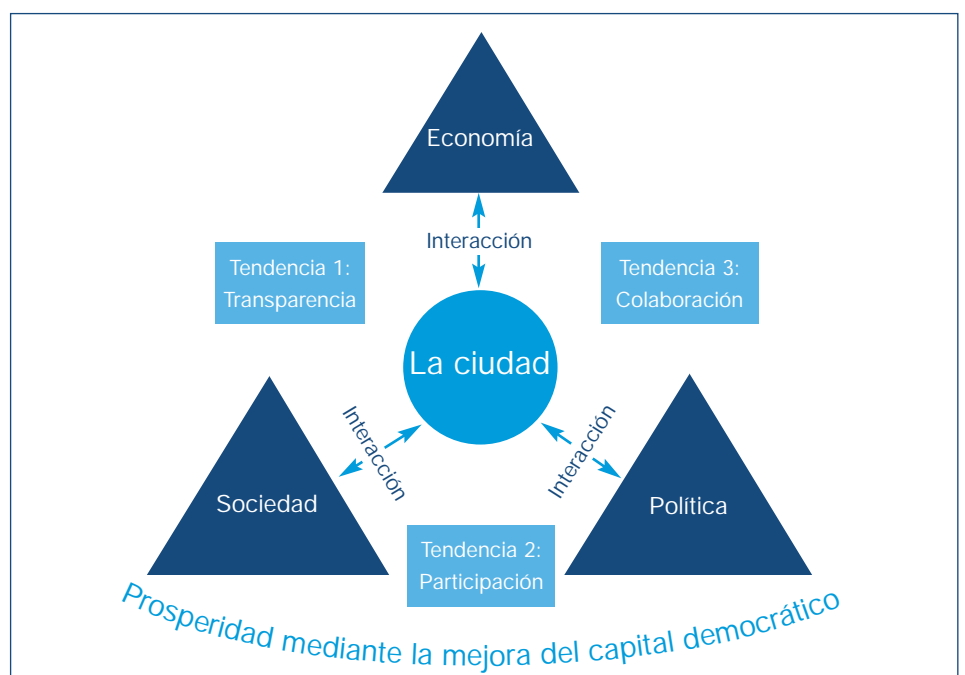 Economía
Interacción
Tendencia 1:
Transparencia
Tendencia 3:
Colaboración
La ciudad
Interacción
Interacción
Sociedad
Política
Tendencia 2:
Participación
Prosperidad mediante la mejora del capital democrático